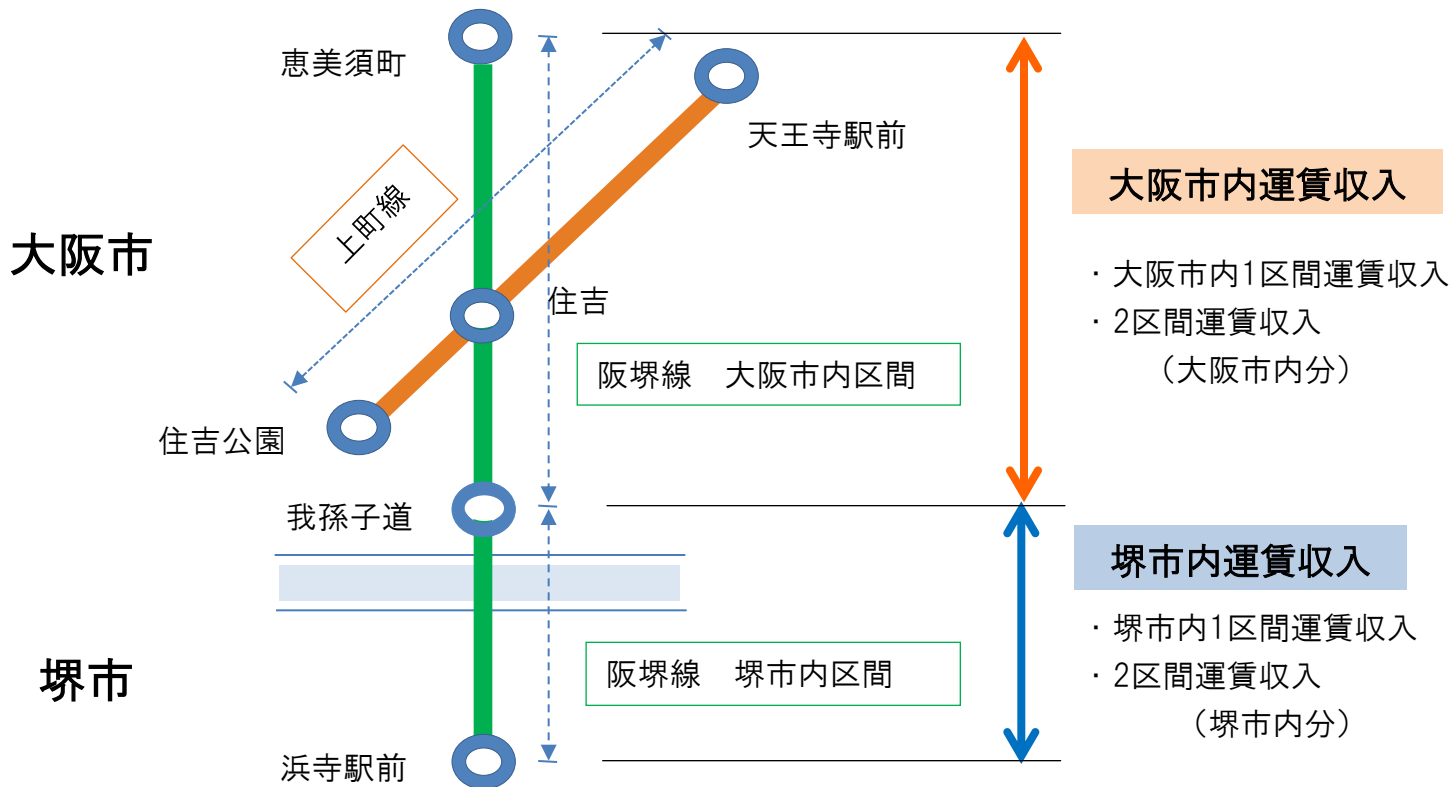 恵美須町
天王寺駅前
上町線
大阪市
住吉
阪堺線　大阪市内区間
住吉公園
我孫子道
堺市
阪堺線　堺市内区間
浜寺駅前
大阪市内運賃収入
・大阪市内1区間運賃収入
・2区間運賃収入
（大阪市内分）
堺市内運賃収入
・堺市内1区間運賃収入
・2区間運賃収入
（堺市内分）